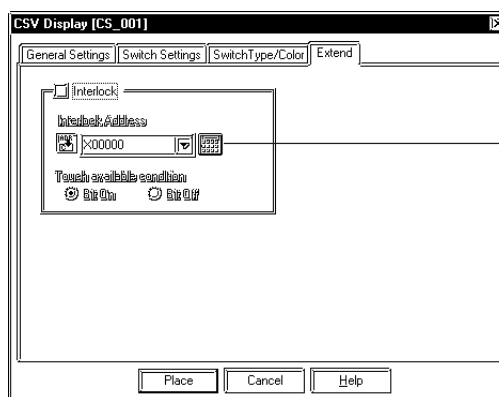 CSV Display [CS_001]
General Settings Switch Settings SwitchType/Color Extend
Interlock
Interlock Address
X00000
Touch available condition
Bit On Bit Off
Place Cancel Help